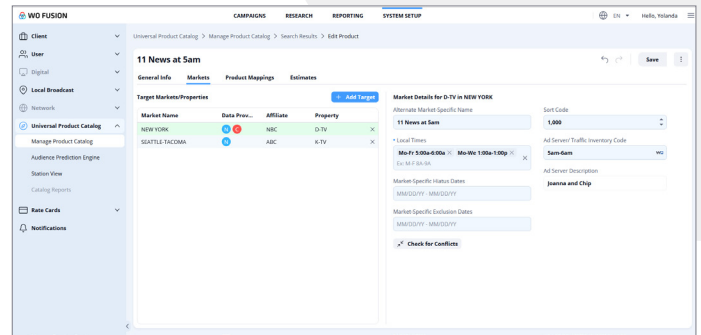 WO FUSION
CAMPAIGNS RESEARCH REPORTING SYSTEM SETUP
EN Hello, Yolanda
Client
User
Digital
Local Broadcast
Network
Universal Product Catalog
Manage Product Catalog
Audience Prediction Engine
Station View
Catalog Reports
Rate Cards
Notifications
Universal Product Catalog > Manage Product Catalog > Search Results > Edit Product
11 News at 5am
Save
General Info Markets Product Mappings Estimates
Target Markets/Properties
+ Add Target
Market Name Data Prov... Affiliate Property
NEW YORK N C NBC D-TV ×
SEATTLE-TACOMA N ABC K-TV ×
Market Details for D-TV in NEW YORK
Alternate Market-Specific Name
11 News at 5am
* Local Times
Mo-Fr 5:00a-6:00a × Mo-We 1:00a-1:00p × ×
Ex: M-F 8A-9A
Market-Specific Hiatus Dates
MM/DD/YY - MM/DD/YY
Market-Specific Exclusion Dates
MM/DD/YY - MM/DD/YY
Check for Conflicts
Sort Code
1,000
Ad Server/ Traffic Inventory Code
5am-6am WO
Ad Server Description
Joanna and Chip